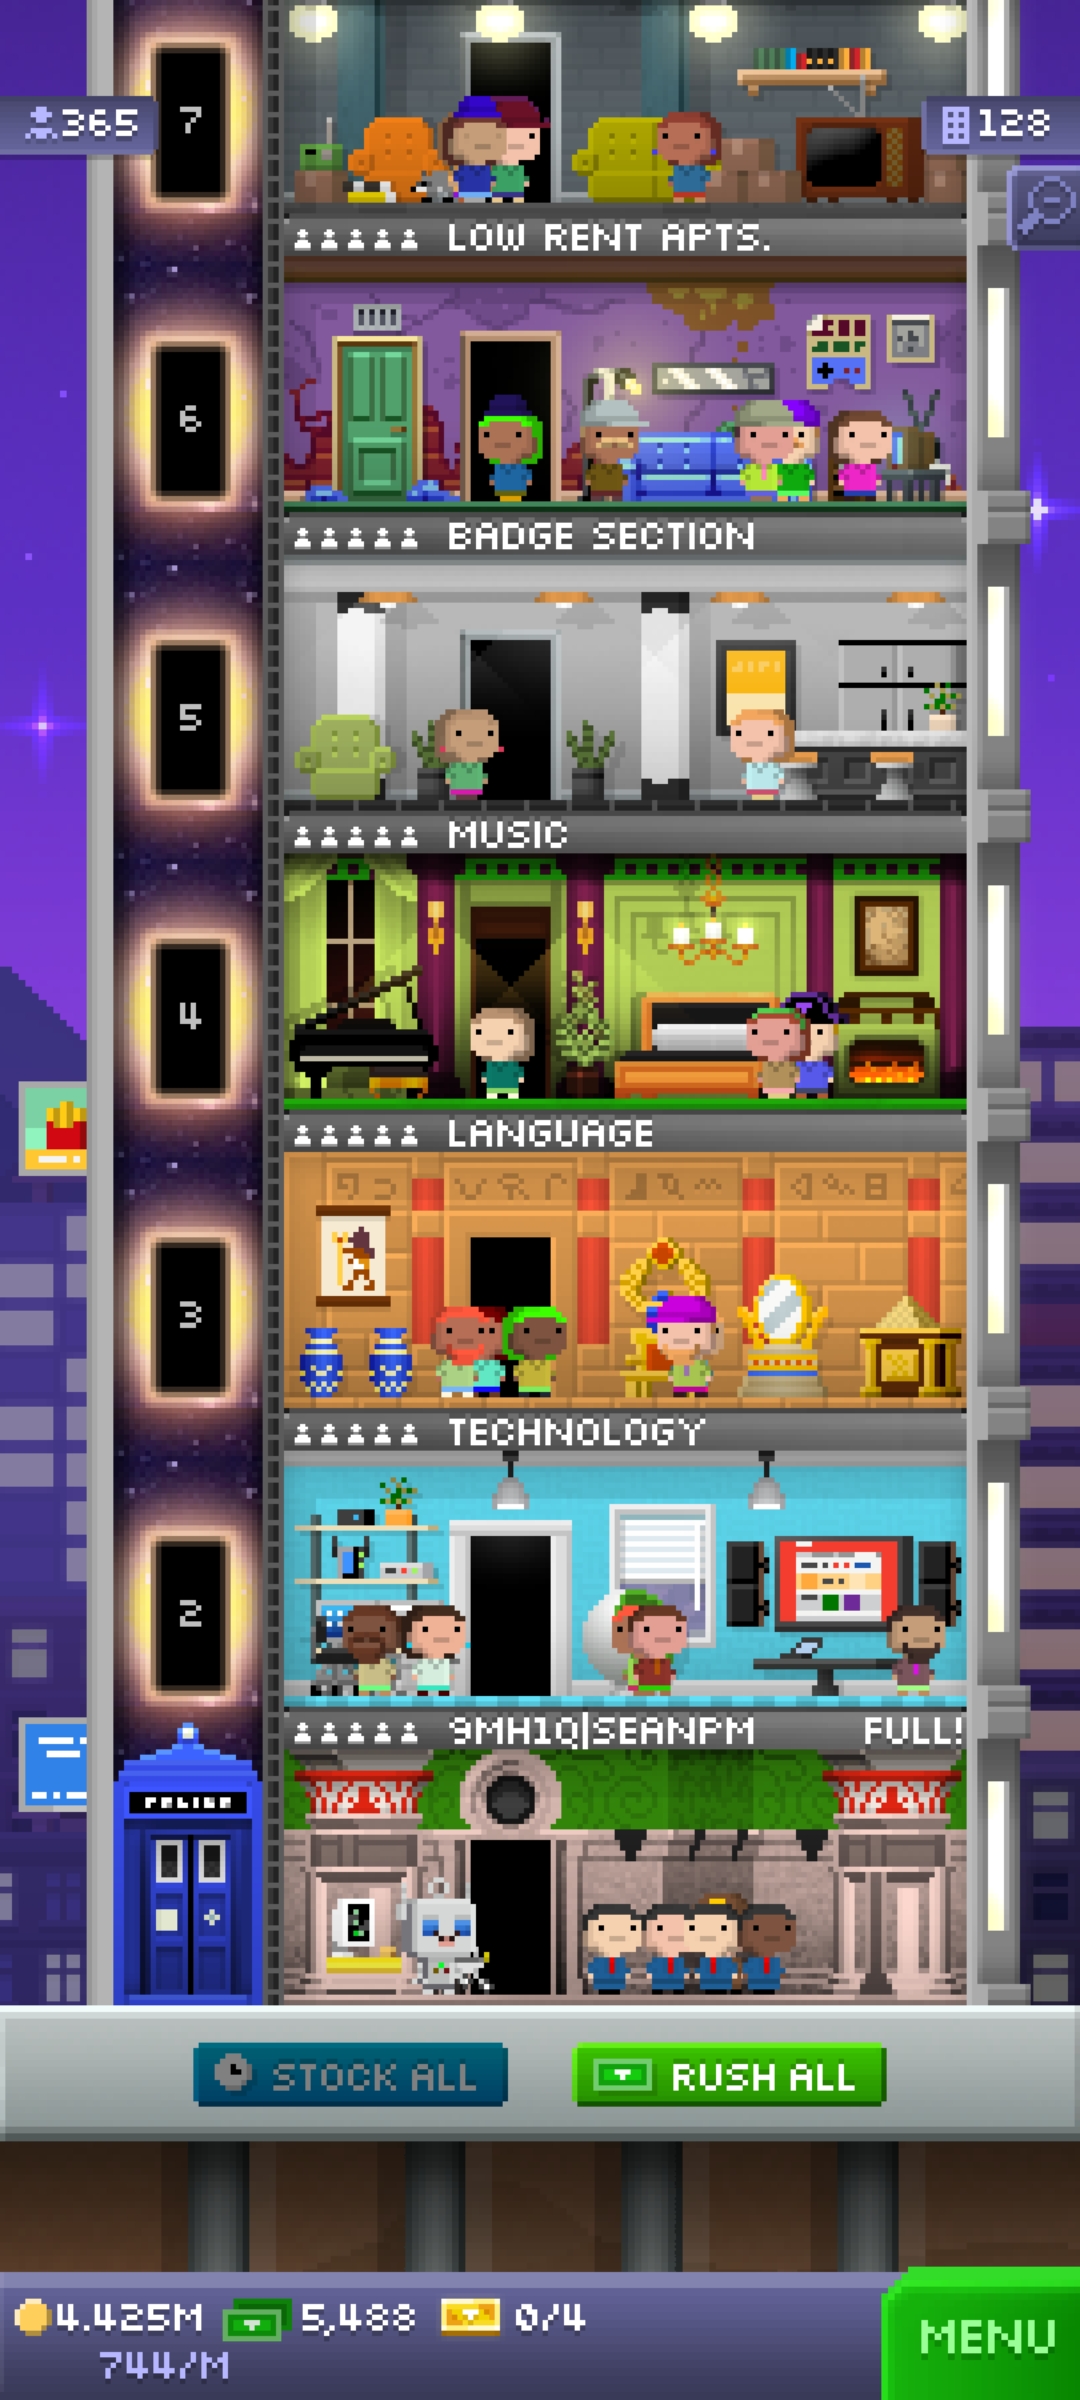 7
365
128
LOW RENT APTS.
6
BADGE SECTION
5
MUSIC
4
LANGUAGE
3
TECHNOLOGY
2
9MH1Q|SEANPM FULL!
POLICE
STOCK ALL
RUSH ALL
4.425M 5,488 0/4
744/M
MENU